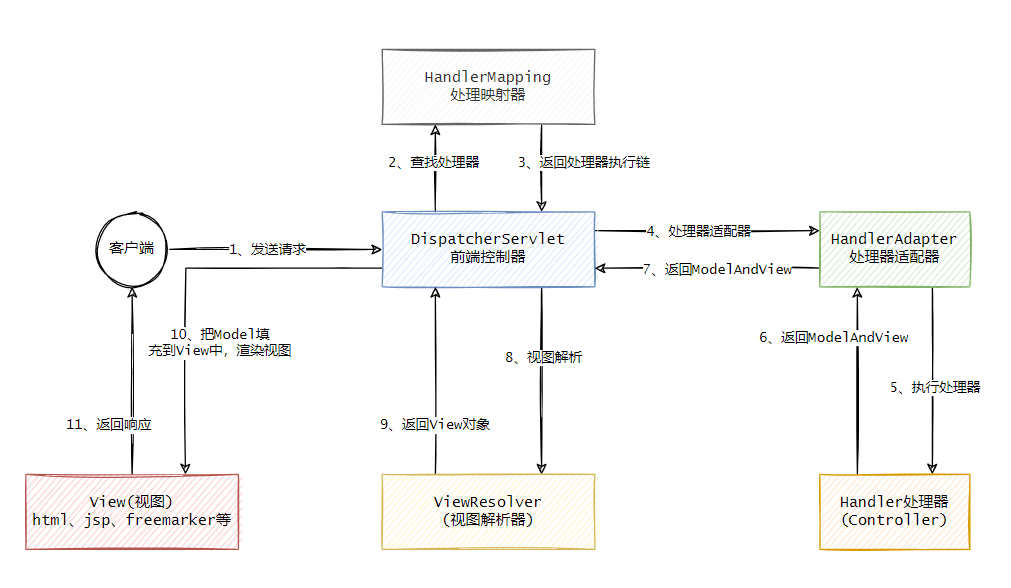 HandlerMapping
处理映射器
2、查找处理器
3、返回处理器执行链
客户端
1、发送请求
DispatcherServlet
前端控制器
4、处理器适配器
7、返回ModelAndView
HandlerAdapter
处理器适配器
10、把Model填
充到View中，渲染视图
8、视图解析
6、返回ModelAndView
5、执行处理器
11、返回响应
9、返回View对象
View(视图)
html、jsp、freemarker等
ViewResolver
(视图解析器)
Handler处理器
(Controller)